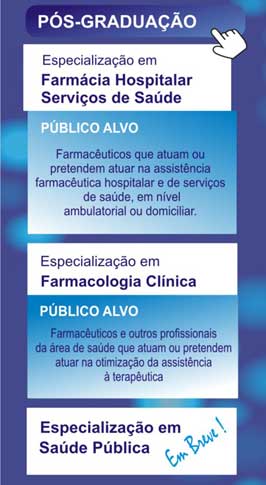 PÓS-GRADUAÇÃO
Especialização em
Farmácia Hospitalar
Serviços de Saúde
PÚBLICO ALVO
Farmacêuticos que atuam ou
pretendem atuar na assistência
farmacêutica hospitalar e de serviços
de saúde, em nível
ambulatorial ou domiciliar.
Especialização em
Farmacologia Clínica
PÚBLICO ALVO
Farmacêuticos e outros profissionais
da área de saúde que atuam ou pretendem
atuar na otimização da assistência
à terapêutica
Especialização em
Saúde Pública
Em Breve!